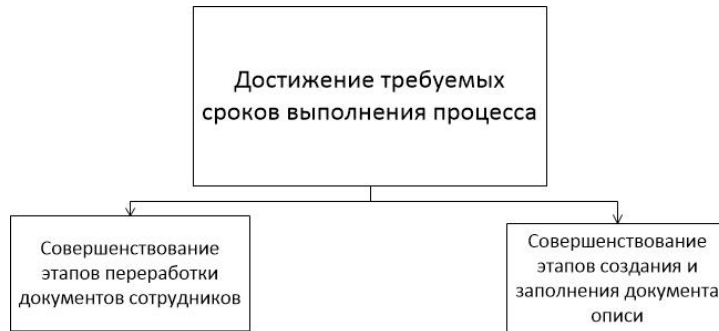 Достижение требуемых
сроков выполнения процесса
Совершенствование
этапов переработки
документов сотрудников
Совершенствование
этапов создания и
заполнения документа
описи